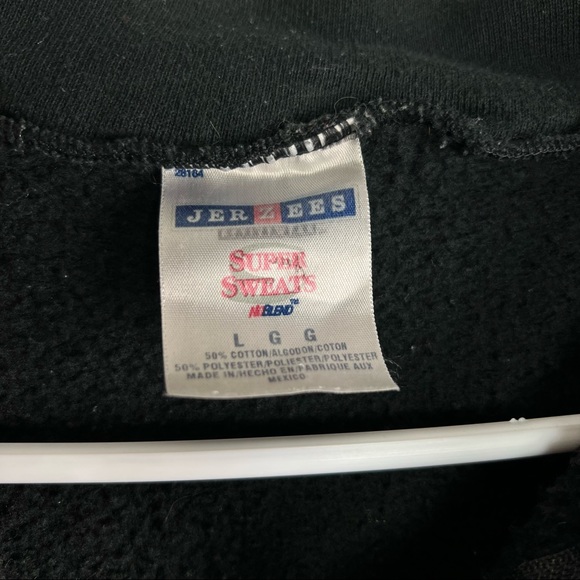 28164
JERZEES
SUPER
SWEATS
NuBLEND™
L G G
50% COTTON/ALGODON/COTON
50% POLYESTER/POLIESTER/POLYESTER
MADE IN/HECHO EN/FABRIQUE AUX
MEXICO